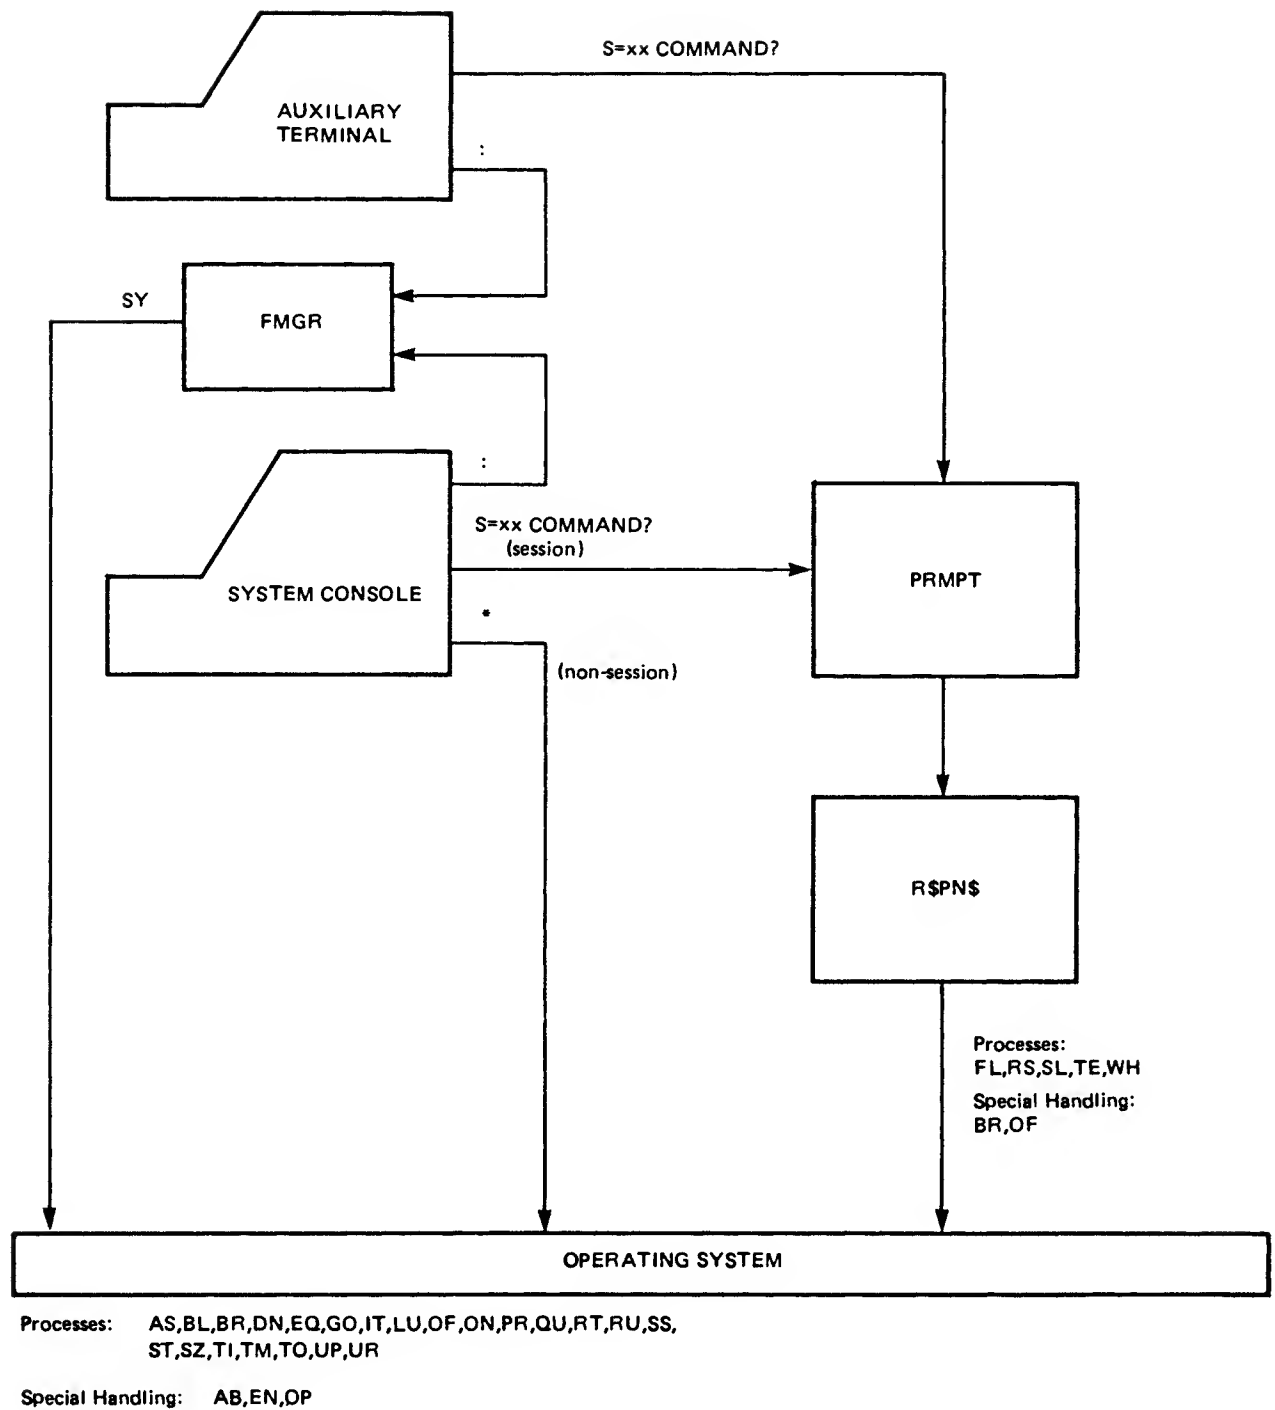 S=xx COMMAND?
AUXILIARY
TERMINAL
:
SY
FMGR
:
S=xx COMMAND?
(session)
PRMPT
SYSTEM CONSOLE
*
(non-session)
R$PN$
Processes:
FL,RS,SL,TE,WH
Special Handling:
BR,OF
OPERATING SYSTEM
Processes: AS,BL,BR,DN,EQ,GO,IT,LU,OF,ON,PR,QU,RT,RU,SS,
ST,SZ,TI,TM,TO,UP,UR
Special Handling: AB,EN,OP